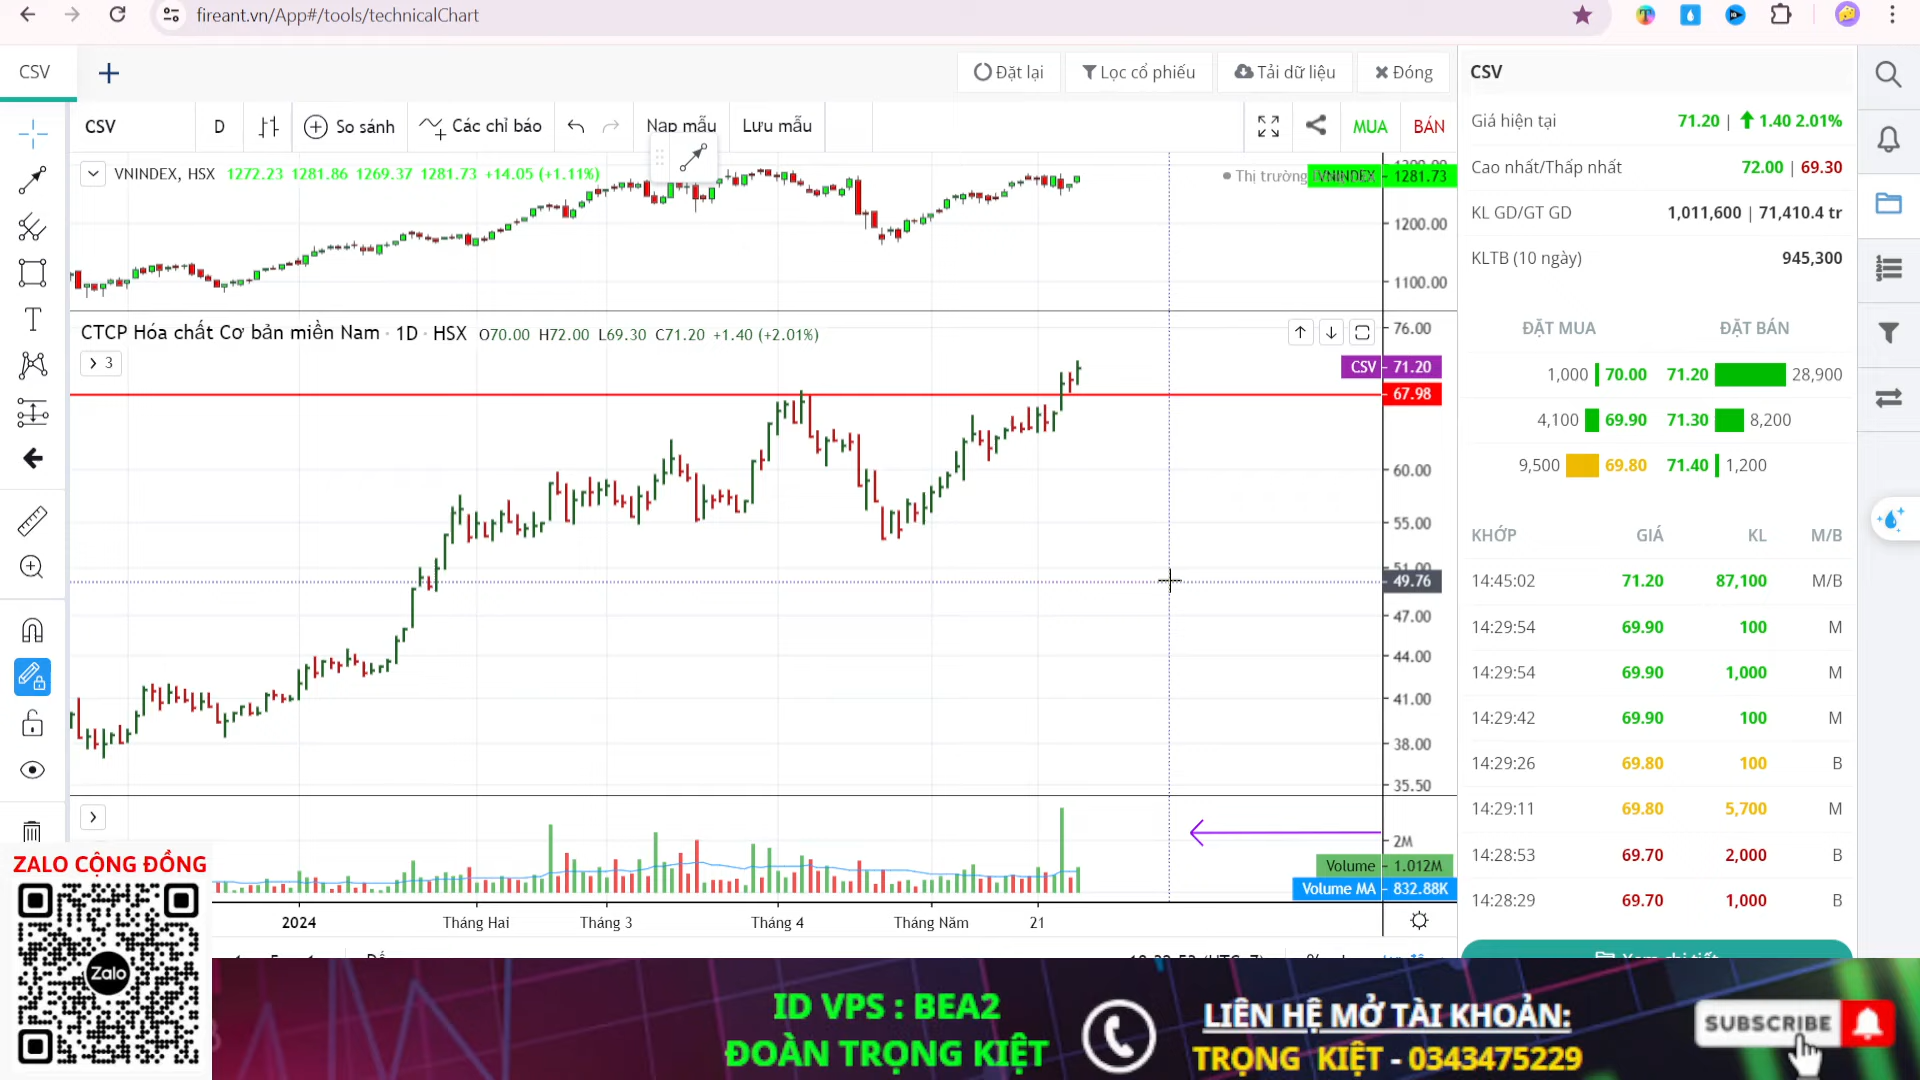 fireant.vn/App#/tools/technicalChart
CSV
Đặt lại
Lọc cổ phiếu
Tải dữ liệu
Đóng
CSV
D
So sánh
Các chỉ báo
Nạp mẫu
Lưu mẫu
MUA
BÁN
VNINDEX, HSX 1272.23 1281.86 1269.37 1281.73 +14.05 (+1.11%)
Thị trường
VNINDEX 1281.73
1200.00
1100.00
CTCP Hóa chất Cơ bản miền Nam · 1D · HSX O70.00 H72.00 L69.30 C71.20 +1.40 (+2.01%)
3
76.00
CSV 71.20
67.98
60.00
55.00
51.00
49.76
47.00
44.00
41.00
38.00
35.50
2M
Volume 1.012M
Volume MA 832.88K
2024 Tháng Hai Tháng 3 Tháng 4 Tháng Năm 21
CSV
Giá hiện tại 71.20 | 1.40 2.01%
Cao nhất/Thấp nhất 72.00 | 69.30
KL GD/GT GD 1,011,600 | 71,410.4 tr
KLTB (10 ngày) 945,300
ĐẶT MUA ĐẶT BÁN
1,000 70.00 71.20 28,900
4,100 69.90 71.30 8,200
9,500 69.80 71.40 1,200
KHỚP GIÁ KL M/B
14:45:02 71.20 87,100 M/B
14:29:54 69.90 100 M
14:29:54 69.90 1,000 M
14:29:42 69.90 100 M
14:29:26 69.80 100 B
14:29:11 69.80 5,700 M
14:28:53 69.70 2,000 B
14:28:29 69.70 1,000 B
ZALO CỘNG ĐỒNG
Zalo
ID VPS : BEA2
ĐOÀN TRỌNG KIỆT
LIÊN HỆ MỞ TÀI KHOẢN:
TRỌNG KIỆT - 0343475229
SUBSCRIBE